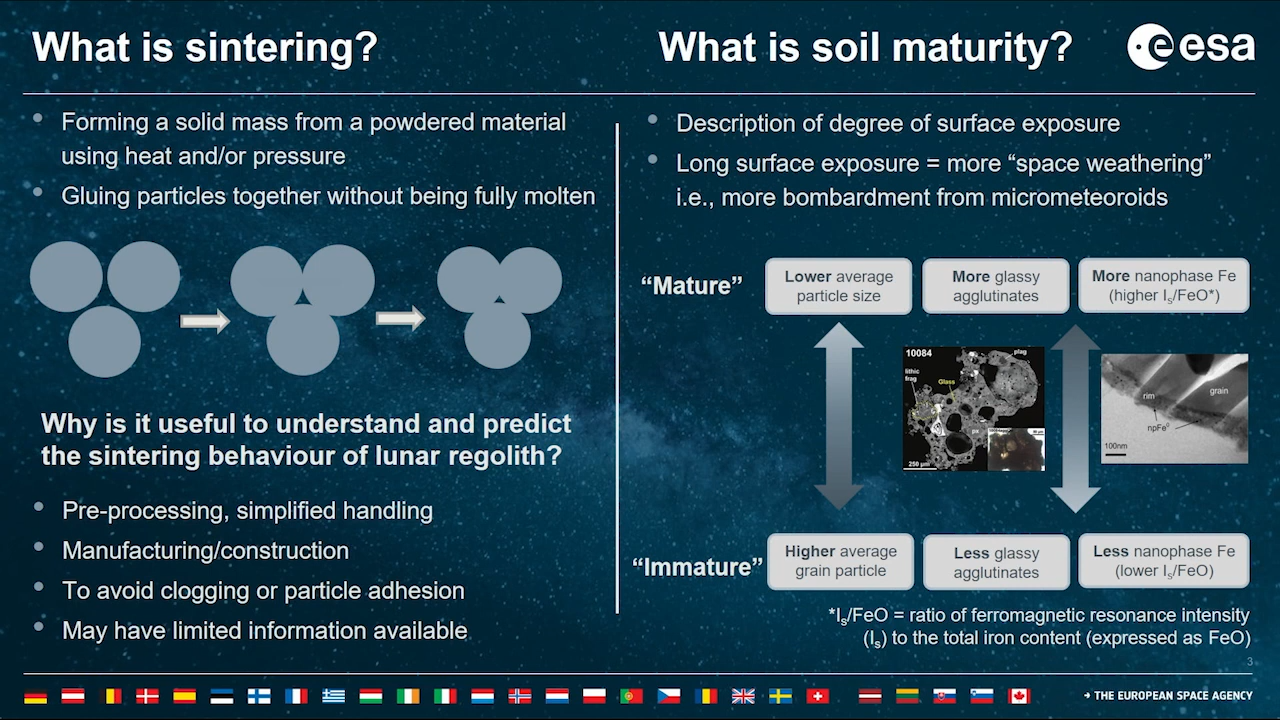 What is sintering?
What is soil maturity?
esa
Forming a solid mass from a powdered material
using heat and/or pressure
Gluing particles together without being fully molten
Why is it useful to understand and predict
the sintering behaviour of lunar regolith?
Pre-processing, simplified handling
Manufacturing/construction
To avoid clogging or particle adhesion
May have limited information available
Description of degree of surface exposure
Long surface exposure = more “space weathering”
i.e., more bombardment from micrometeoroids
“Mature”
Lower average
particle size
More glassy
agglutinates
More nanophase Fe
(higher Is/FeO*)
10084
plag
lithic
frag
Glass
px
250 µm
rim
grain
npFe⁰
100nm
“Immature”
Higher average
grain particle
Less glassy
agglutinates
Less nanophase Fe
(lower Is/FeO)
*Is/FeO = ratio of ferromagnetic resonance intensity
(Is) to the total iron content (expressed as FeO)
3
→ THE EUROPEAN SPACE AGENCY